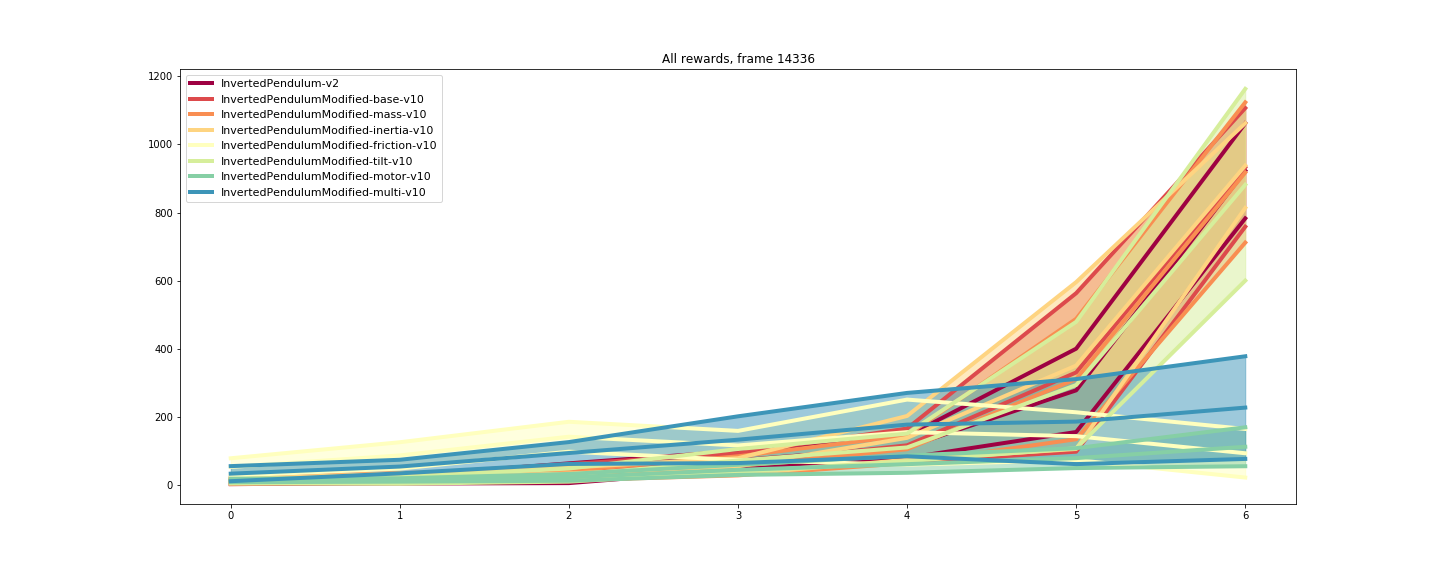 All rewards, frame 14336
1200
1000
800
600
400
200
0
InvertedPendulum-v2
InvertedPendulumModified-base-v10
InvertedPendulumModified-mass-v10
InvertedPendulumModified-inertia-v10
InvertedPendulumModified-friction-v10
InvertedPendulumModified-tilt-v10
InvertedPendulumModified-motor-v10
InvertedPendulumModified-multi-v10
0 1 2 3 4 5 6